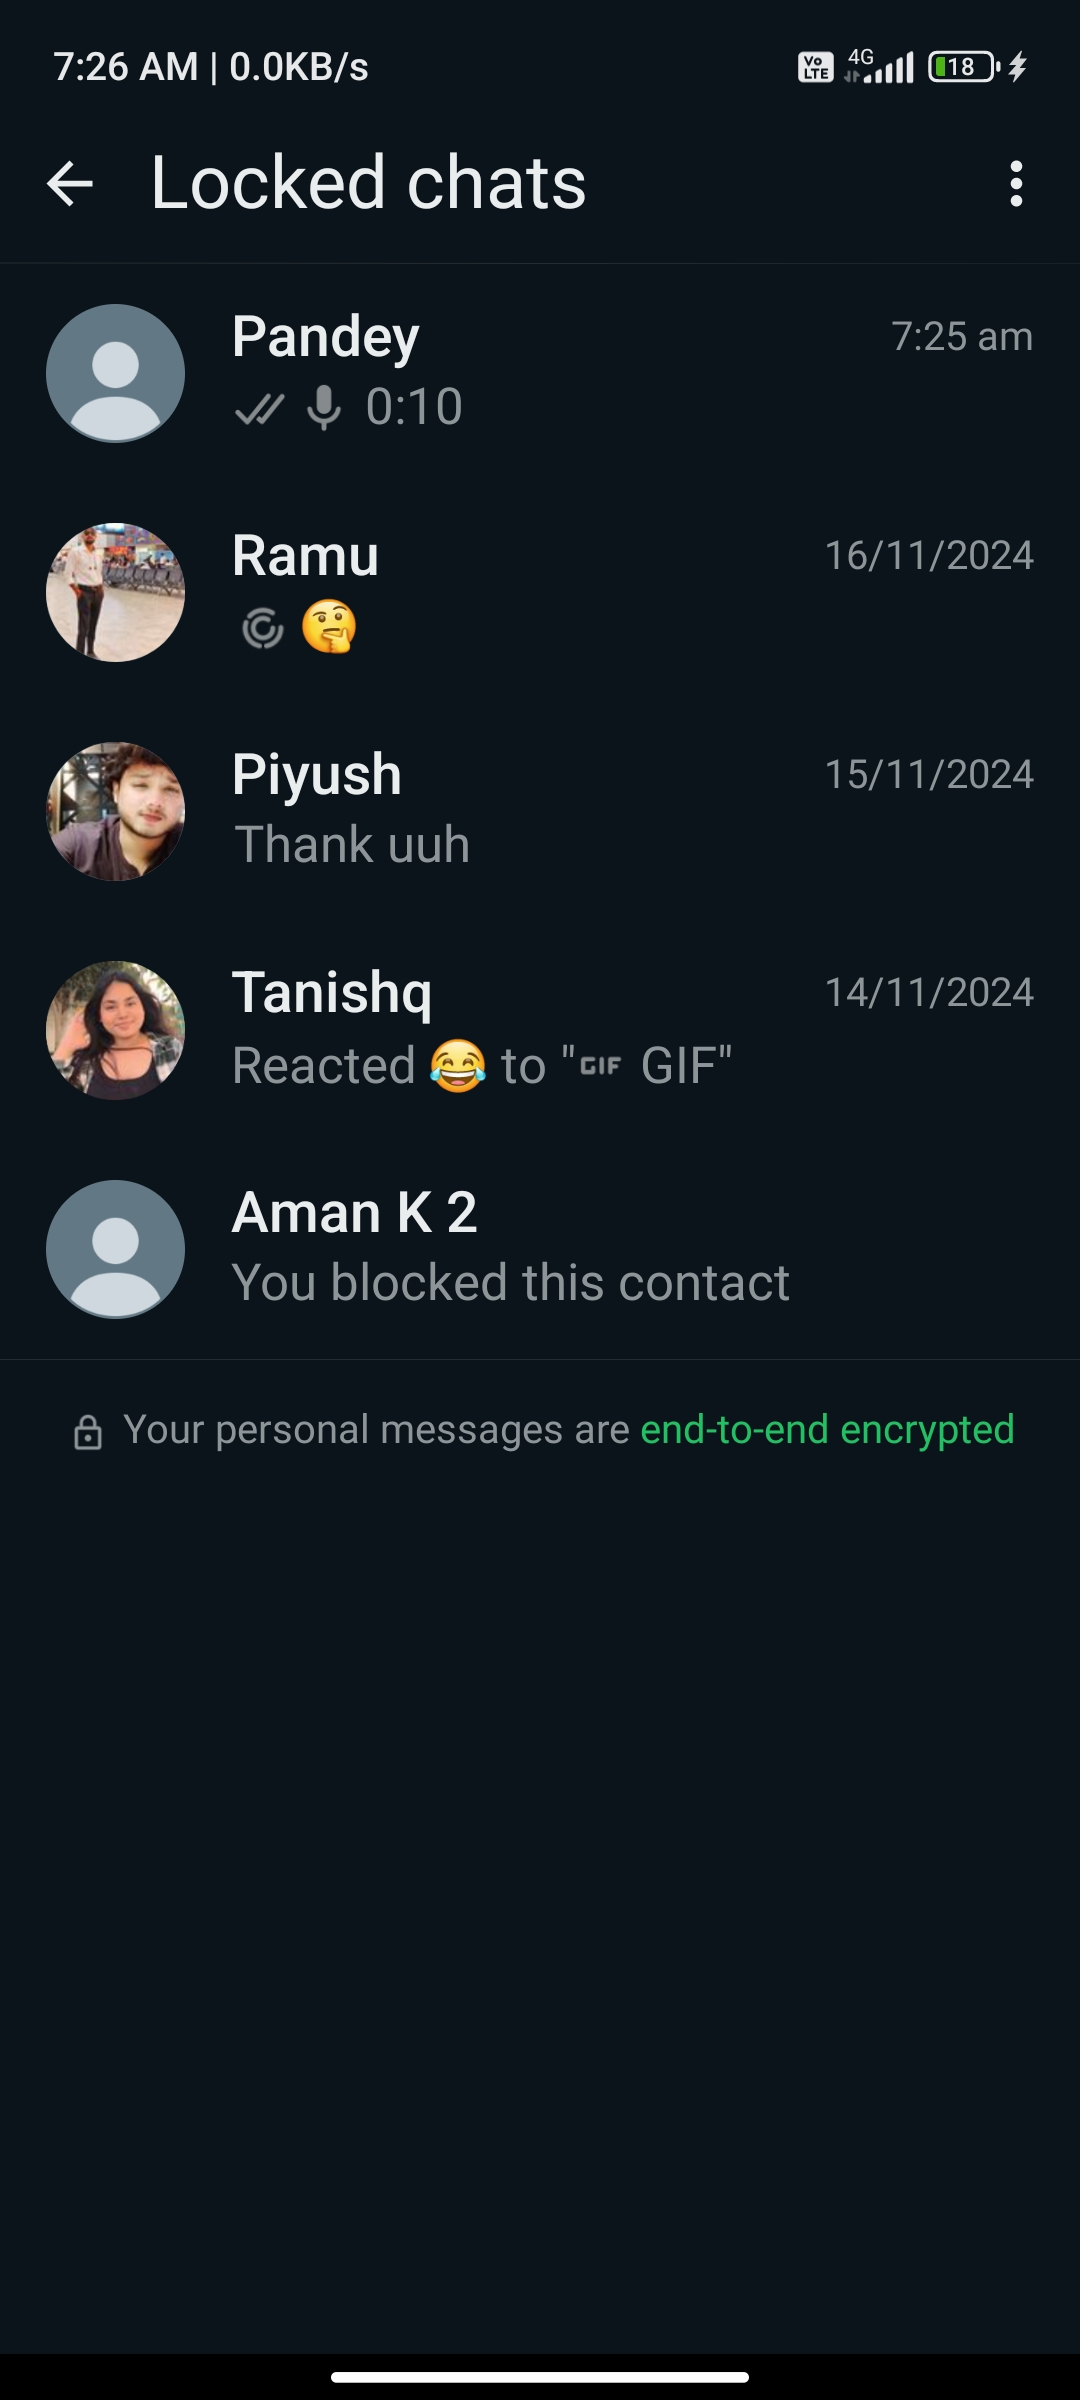 7:26 AM | 0.0KB/s Vo LTE 4G 18
Locked chats
Pandey 7:25 am
0:10
Ramu 16/11/2024
🤔
Piyush 15/11/2024
Thank uuh
Tanishq 14/11/2024
Reacted 😂 to "GIF GIF"
Aman K 2
You blocked this contact
Your personal messages are end-to-end encrypted